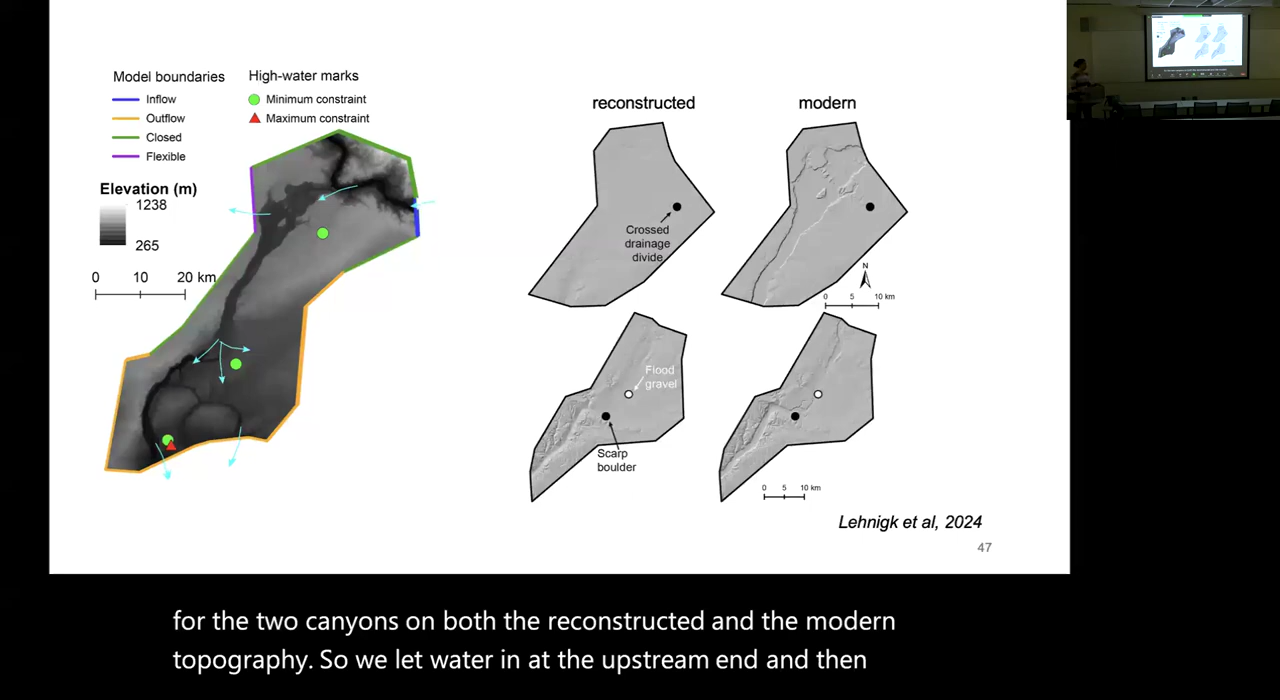 Model boundaries
Inflow
Outflow
Closed
Flexible
High-water marks
Minimum constraint
Maximum constraint
Elevation (m)
1238
265
0 10 20 km
reconstructed
modern
Crossed
drainage
divide
N
0 5 10 km
Flood
gravel
Scarp
boulder
0 5 10 km
Lehnigk et al, 2024
47
for the two canyons on both the reconstructed and the modern
topography. So we let water in at the upstream end and then